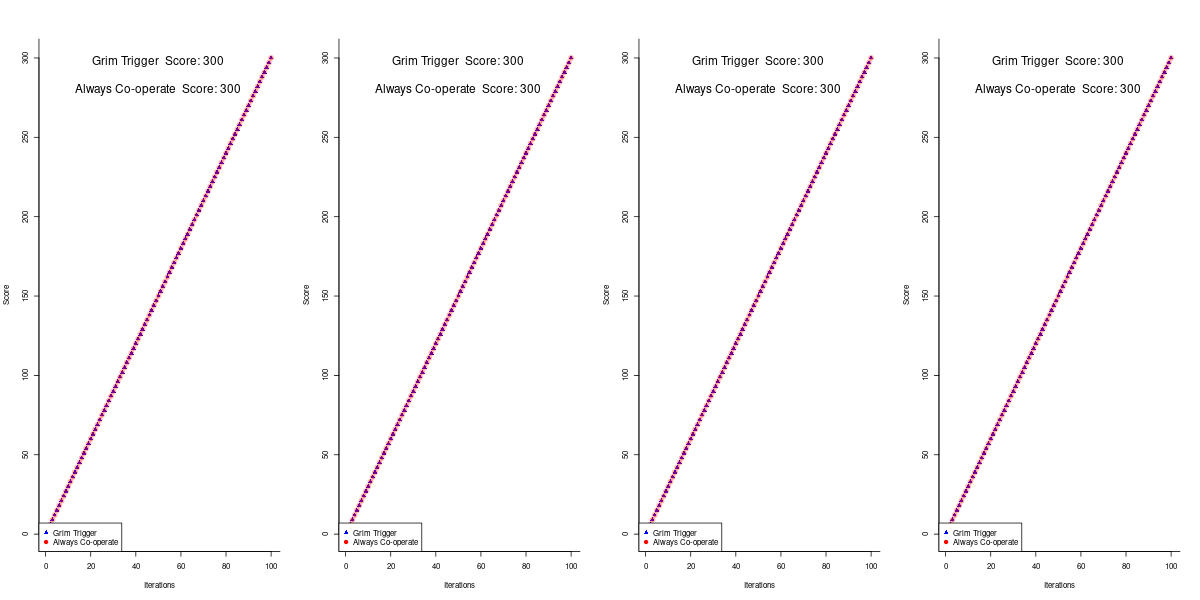 Grim Trigger  Score: 300
Always Co-operate  Score: 300
Score
300
250
200
150
100
50
0
Grim Trigger
Always Co-operate
0 20 40 60 80 100
Iterations
Grim Trigger  Score: 300
Always Co-operate  Score: 300
Score
300
250
200
150
100
50
0
Grim Trigger
Always Co-operate
0 20 40 60 80 100
Iterations
Grim Trigger  Score: 300
Always Co-operate  Score: 300
Score
300
250
200
150
100
50
0
Grim Trigger
Always Co-operate
0 20 40 60 80 100
Iterations
Grim Trigger  Score: 300
Always Co-operate  Score: 300
Score
300
250
200
150
100
50
0
Grim Trigger
Always Co-operate
0 20 40 60 80 100
Iterations